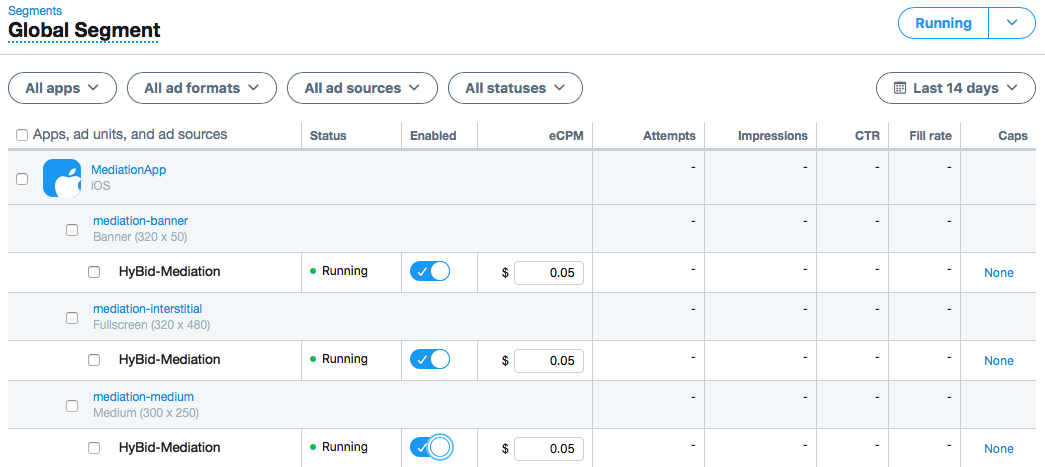 Segments
Global Segment
Running
All apps All ad formats All ad sources All statuses Last 14 days
Apps, ad units, and ad sources Status Enabled eCPM Attempts Impressions CTR Fill rate Caps
MediationApp - - - -
iOS
mediation-banner - - - -
Banner (320 x 50)
HyBid-Mediation Running $ 0.05 - - - - None
mediation-interstitial - - - -
Fullscreen (320 x 480)
HyBid-Mediation Running $ 0.05 - - - - None
mediation-medium - - - -
Medium (300 x 250)
HyBid-Mediation Running $ 0.05 - - - - None